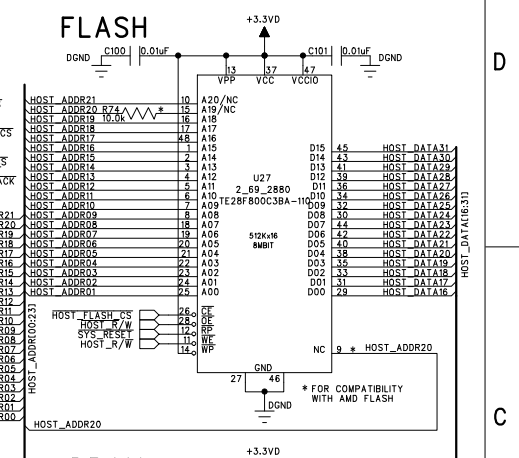 FLASH
+3.3VD
DGND
C100
0.01uF
C101
0.01uF
DGND
D
13
37
47
VPP
VCC
VCCIO
HOST_ADDR21 10 A20/NC
HOST_ADDR20 R74 * 15 A19/NC
HOST_ADDR19 10.0k 16 A18
HOST_ADDR18 17 A17
HOST_ADDR17 48 A16
HOST_ADDR16 1 A15
HOST_ADDR15 2 A14
HOST_ADDR14 3 A13
HOST_ADDR13 4 A12
HOST_ADDR12 5 A11
HOST_ADDR11 6 A10
HOST_ADDR10 7 A09
HOST_ADDR09 8 A08
HOST_ADDR08 18 A07
HOST_ADDR07 19 A06
HOST_ADDR06 20 A05
HOST_ADDR05 21 A04
HOST_ADDR04 22 A03
HOST_ADDR03 23 A02
HOST_ADDR02 24 A01
HOST_ADDR01 25 A00
U27
2_69_2880
TE28F800C3BA-110
512Kx16
8MBIT
D15 45 HOST_DATA31
D14 43 HOST_DATA30
D13 41 HOST_DATA29
D12 39 HOST_DATA28
D11 36 HOST_DATA27
D10 34 HOST_DATA26
D09 32 HOST_DATA25
D08 30 HOST_DATA24
D07 44 HOST_DATA23
D06 42 HOST_DATA22
D05 40 HOST_DATA21
D04 38 HOST_DATA20
D03 35 HOST_DATA19
D02 33 HOST_DATA18
D01 31 HOST_DATA17
D00 29 HOST_DATA16
HOST_DATA[16:31]
HOST_FLASH_CS 26 CE
HOST_R/W 28 OE
SYS_RESET 12 RP
HOST_R/W 11 WE
14 WP
NC 9 * HOST_ADDR20
GND
27 46
DGND
* FOR COMPATIBILITY
WITH AMD FLASH
HOST_ADDR[00:23]
HOST_ADDR20
C
+3.3VD